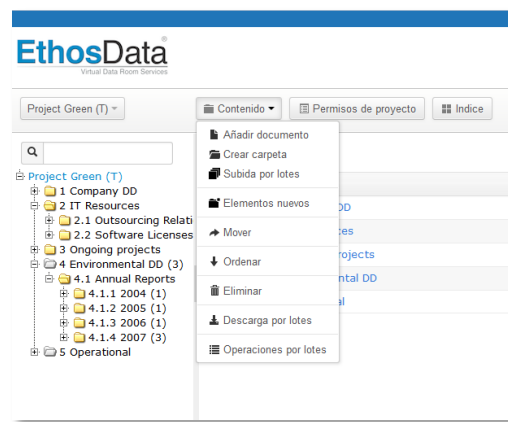 EthosData
Virtual Data Room Services
Project Green (T)
Contenido
Permisos de proyecto
Indice
Añadir documento
Crear carpeta
Subida por lotes
Elementos nuevos
Mover
Ordenar
Eliminar
Descarga por lotes
Operaciones por lotes
Project Green (T)
1 Company DD
2 IT Resources
2.1 Outsourcing Relati
2.2 Software Licenses
3 Ongoing projects
4 Environmental DD (3)
4.1 Annual Reports
4.1.1 2004 (1)
4.1.2 2005 (1)
4.1.3 2006 (1)
4.1.4 2007 (3)
5 Operational
DD
ces
rojects
ntal DD
al